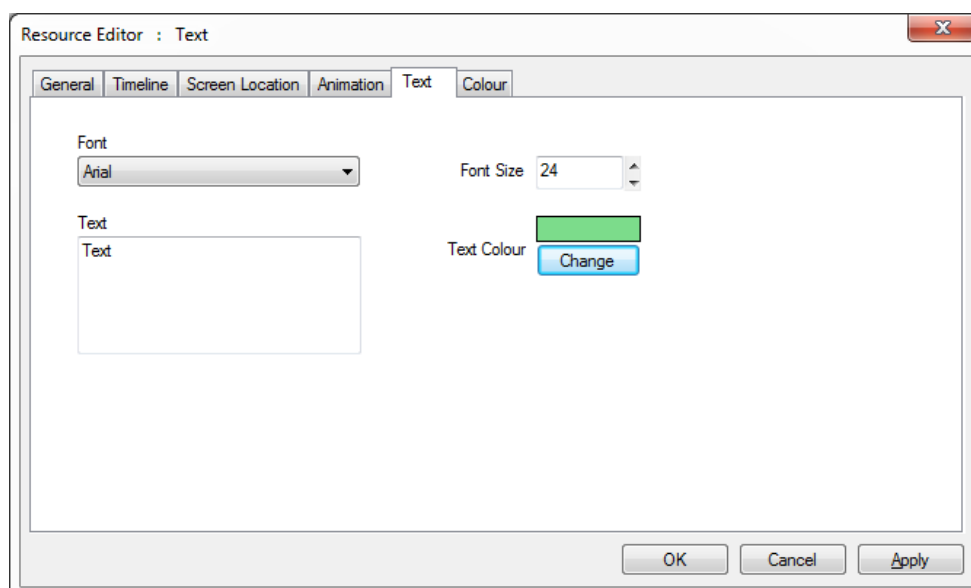 Resource Editor : Text
X
General Timeline Screen Location Animation Text Colour
Font
Arial
Font Size 24
Text
Text
Text Colour
Change
OK Cancel Apply